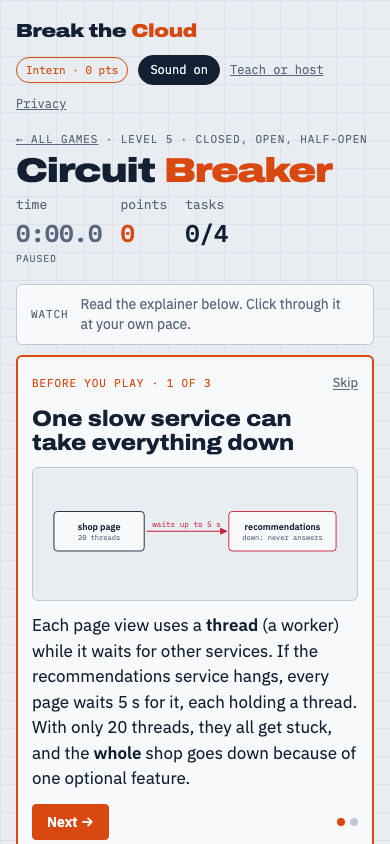 Break the Cloud
Intern · 0 pts
Sound on
Teach or host
Privacy
← ALL GAMES · LEVEL 5 · CLOSED, OPEN, HALF-OPEN
Circuit Breaker
time points tasks
0:00.0 0 0/4
PAUSED
WATCH
Read the explainer below. Click through it
at your own pace.
BEFORE YOU PLAY · 1 OF 3
Skip
One slow service can
take everything down
shop page
20 threads
waits up to 5 s
recommendations
down: never answers
Each page view uses a thread (a worker)
while it waits for other services. If the
recommendations service hangs, every
page waits 5 s for it, each holding a thread.
With only 20 threads, they all get stuck,
and the whole shop goes down because of
one optional feature.
Next →